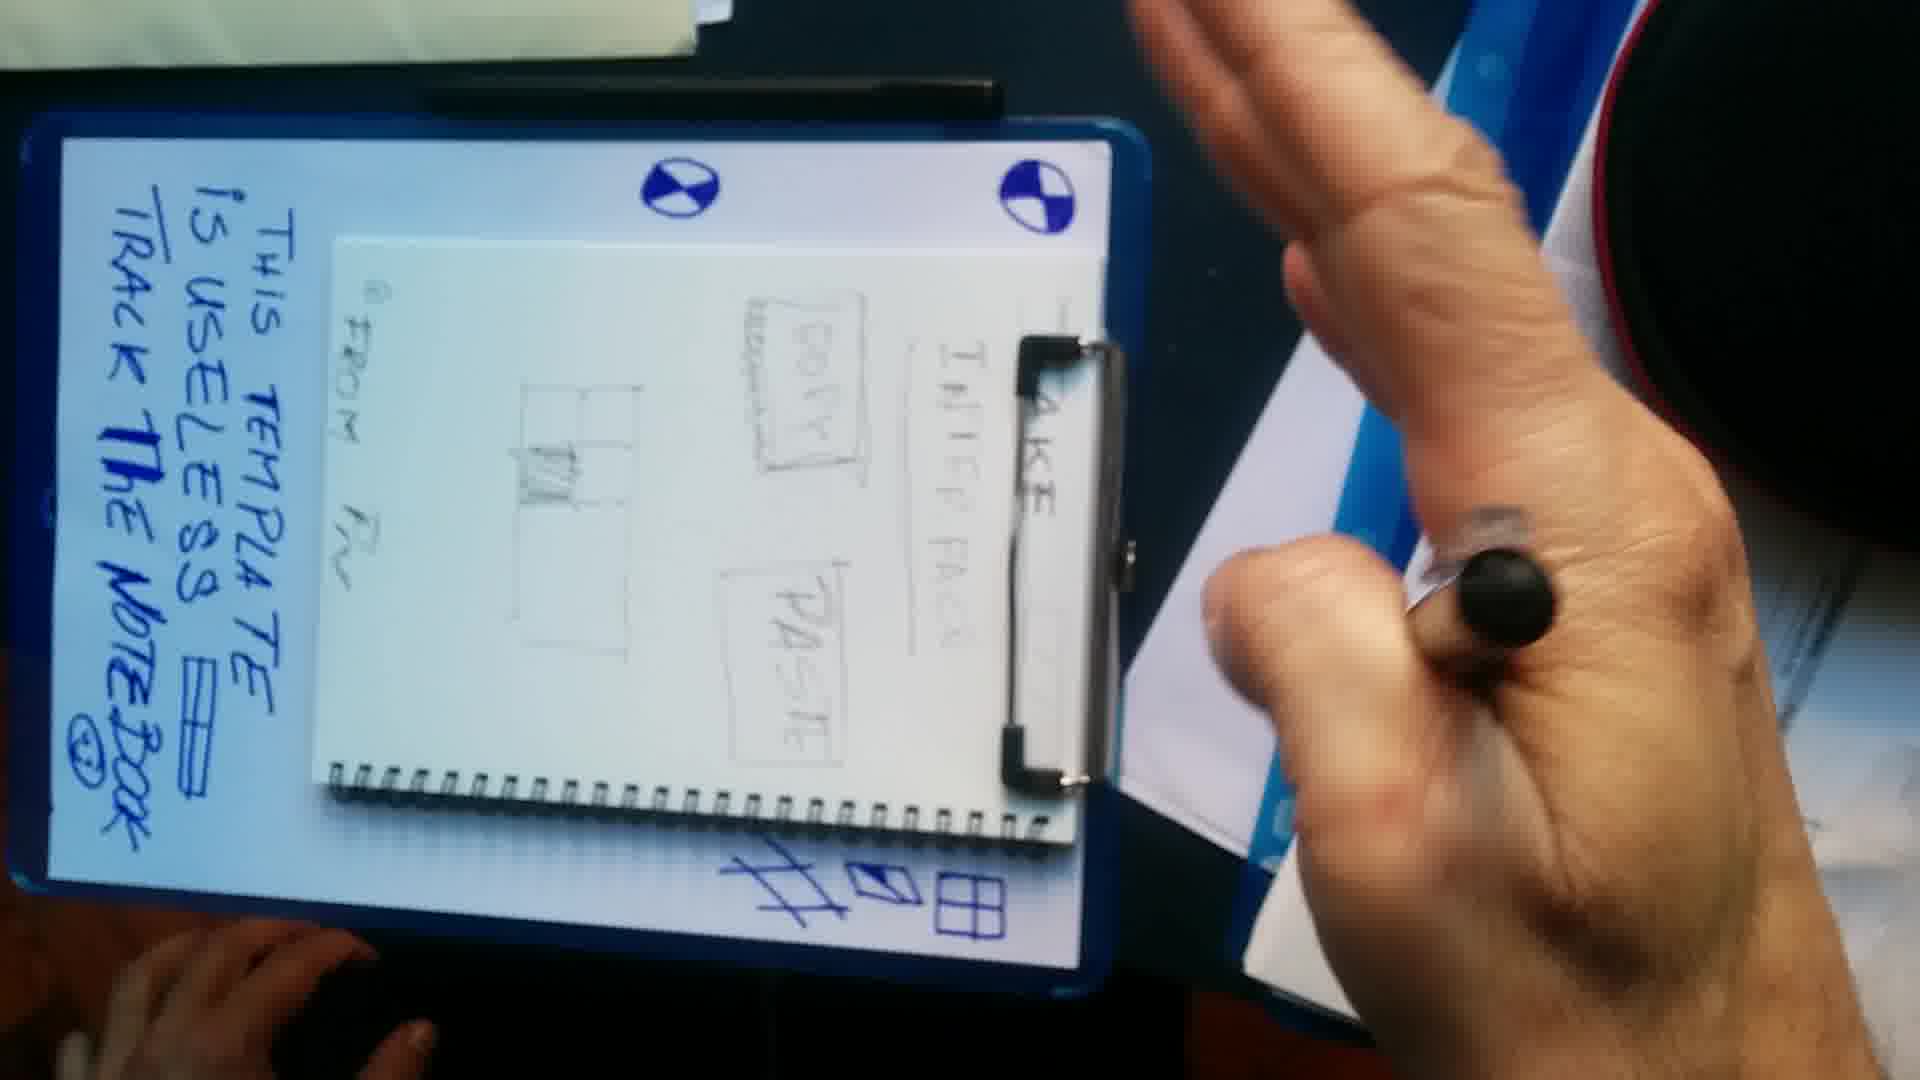 INTERFACE
COPY
PASTE
FROM
THIS TEMPLATE
IS USELESS
TRACK THE NOTEBOOK